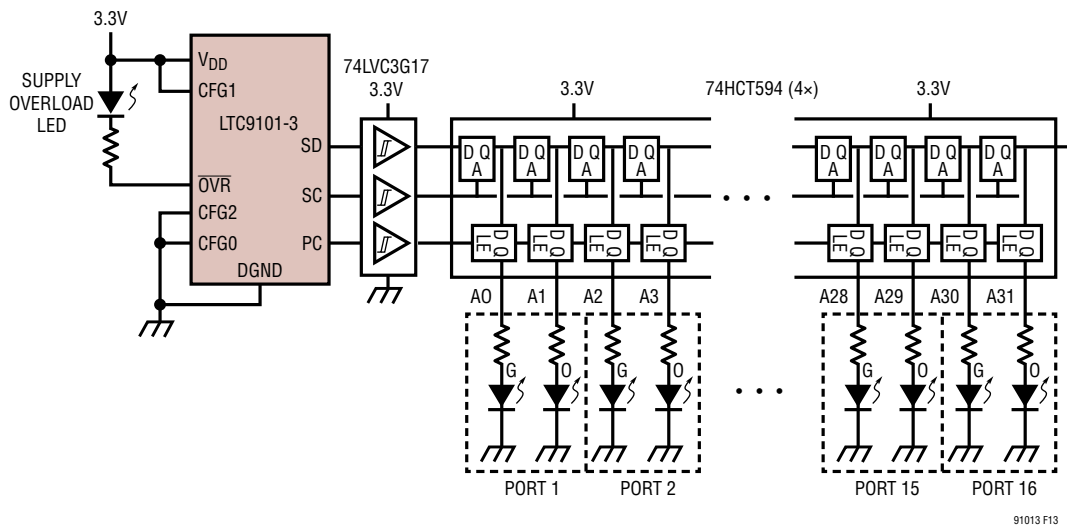 3.3V
SUPPLY
OVERLOAD
LED
VDD
CFG1
LTC9101-3
SD
OVR
SC
CFG2
CFG0
PC
DGND
74LVC3G17
3.3V
3.3V
74HCT594 (4×)
3.3V
D Q
A
D Q
A
D Q
A
D Q
A
D Q
A
D Q
A
D Q
A
D Q
A
• • •
D Q
LE
D Q
LE
D Q
LE
D Q
LE
D Q
LE
D Q
LE
D Q
LE
D Q
LE
A0
A1
A2
A3
A28
A29
A30
A31
G
O
G
O
• • •
G
O
G
O
PORT 1
PORT 2
PORT 15
PORT 16
91013 F13